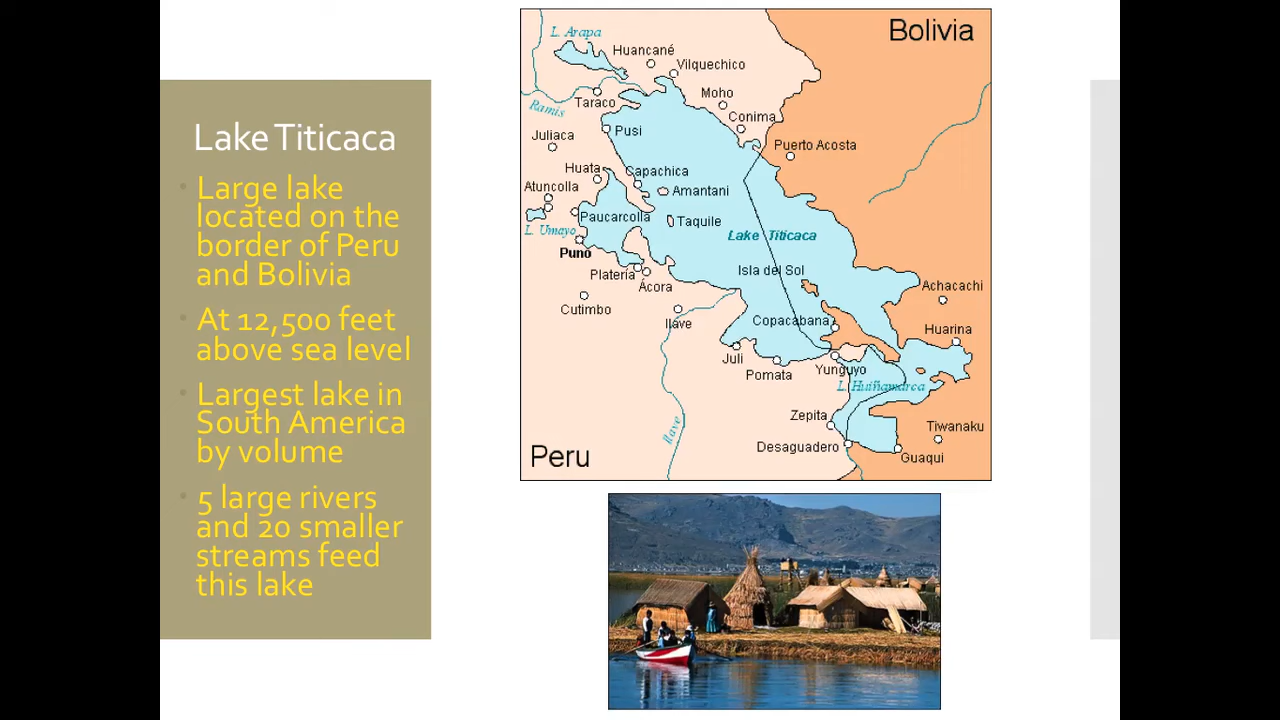 Lake Titicaca
Large lake
located on the
border of Peru
and Bolivia
At 12,500 feet
above sea level
Largest lake in
South America
by volume
5 large rivers
and 20 smaller
streams feed
this lake
Bolivia
L. Arapa
Huancané
Vilquechico
Moho
Taraco
Ramis
Conima
Pusi
Juliaca
Puerto Acosta
Huata
Capachica
Atuncolla
Amantani
Paucarcolla
Taquile
L. Umayo
Lake Titicaca
Puno
Platería
Isla del Sol
Ácora
Achacachi
Cutimbo
Ilave
Copacabana
Huarina
Juli
Pomata
Yunguyo
L. Huiñamarca
Zepita
Tiwanaku
Desaguadero
Guaqui
Peru